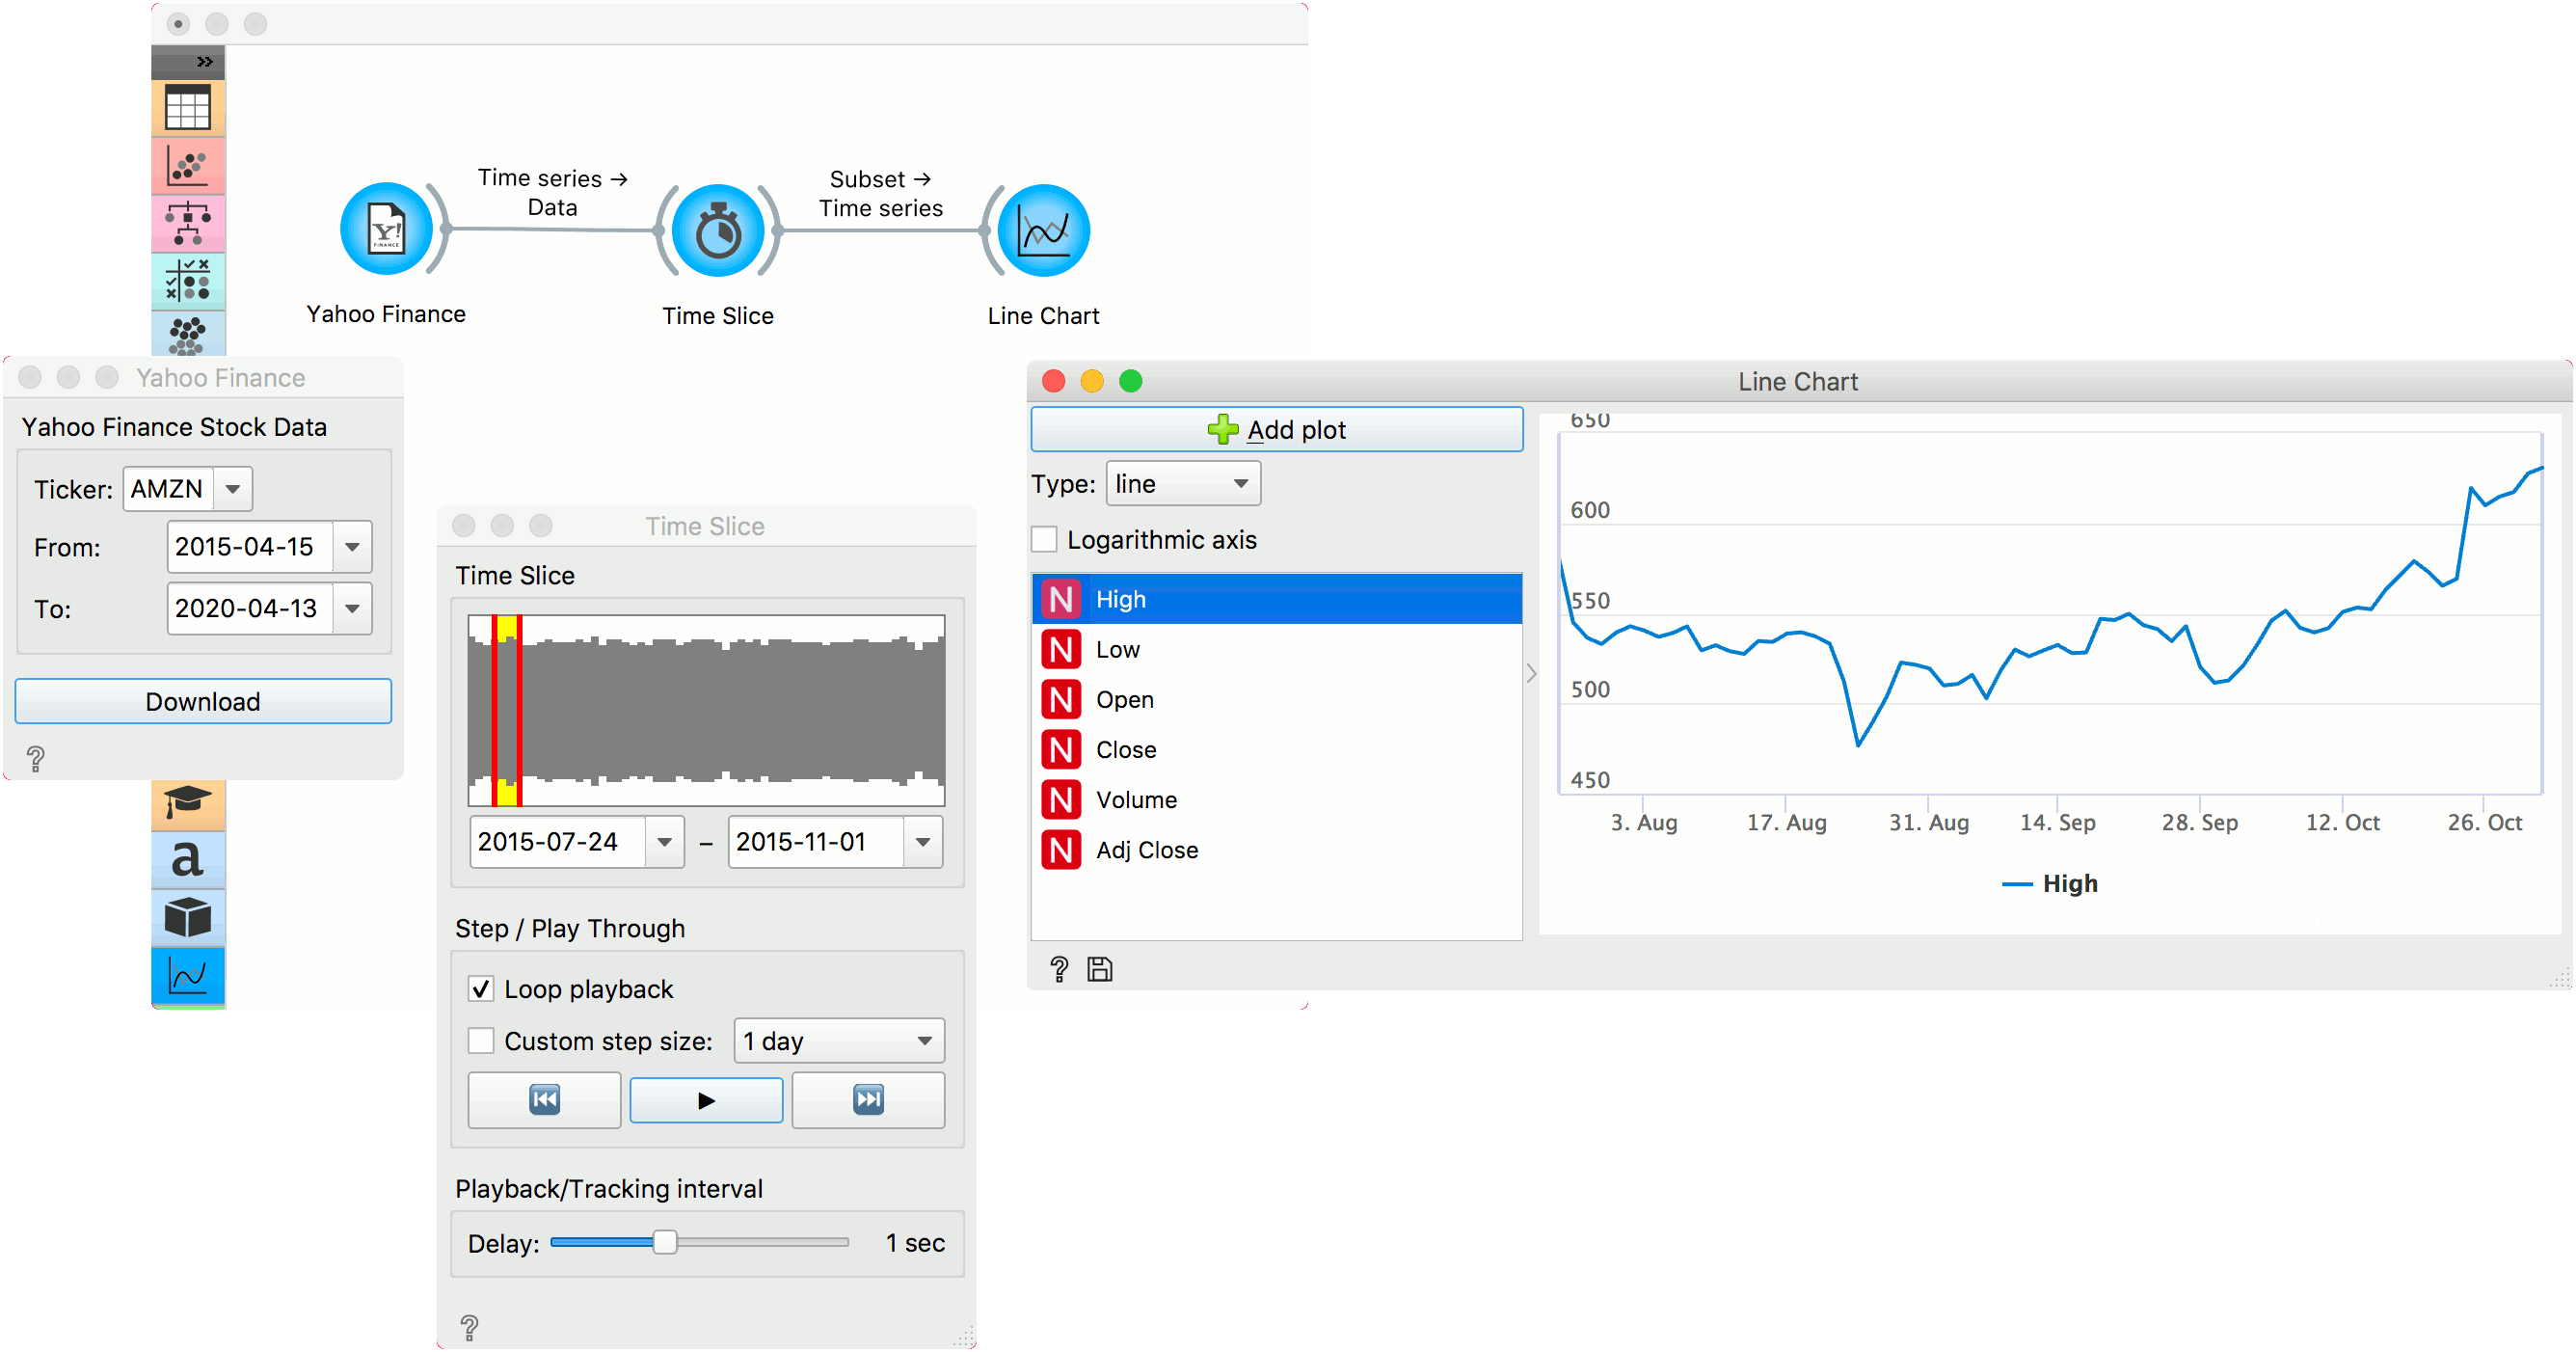 »
Time series →
Data
Subset →
Time series
Y!
FINANCE
Yahoo Finance
Time Slice
Line Chart
Yahoo Finance
Yahoo Finance Stock Data
Ticker: AMZN
From: 2015-04-15
To: 2020-04-13
Download
?
a
Time Slice
Time Slice
2015-07-24 – 2015-11-01
Step / Play Through
Loop playback
Custom step size: 1 day
Playback/Tracking interval
Delay: 1 sec
?
Line Chart
Add plot
Type: line
Logarithmic axis
N High
N Low
N Open
N Close
N Volume
N Adj Close
?
650
600
550
500
450
3. Aug 17. Aug 31. Aug 14. Sep 28. Sep 12. Oct 26. Oct
High